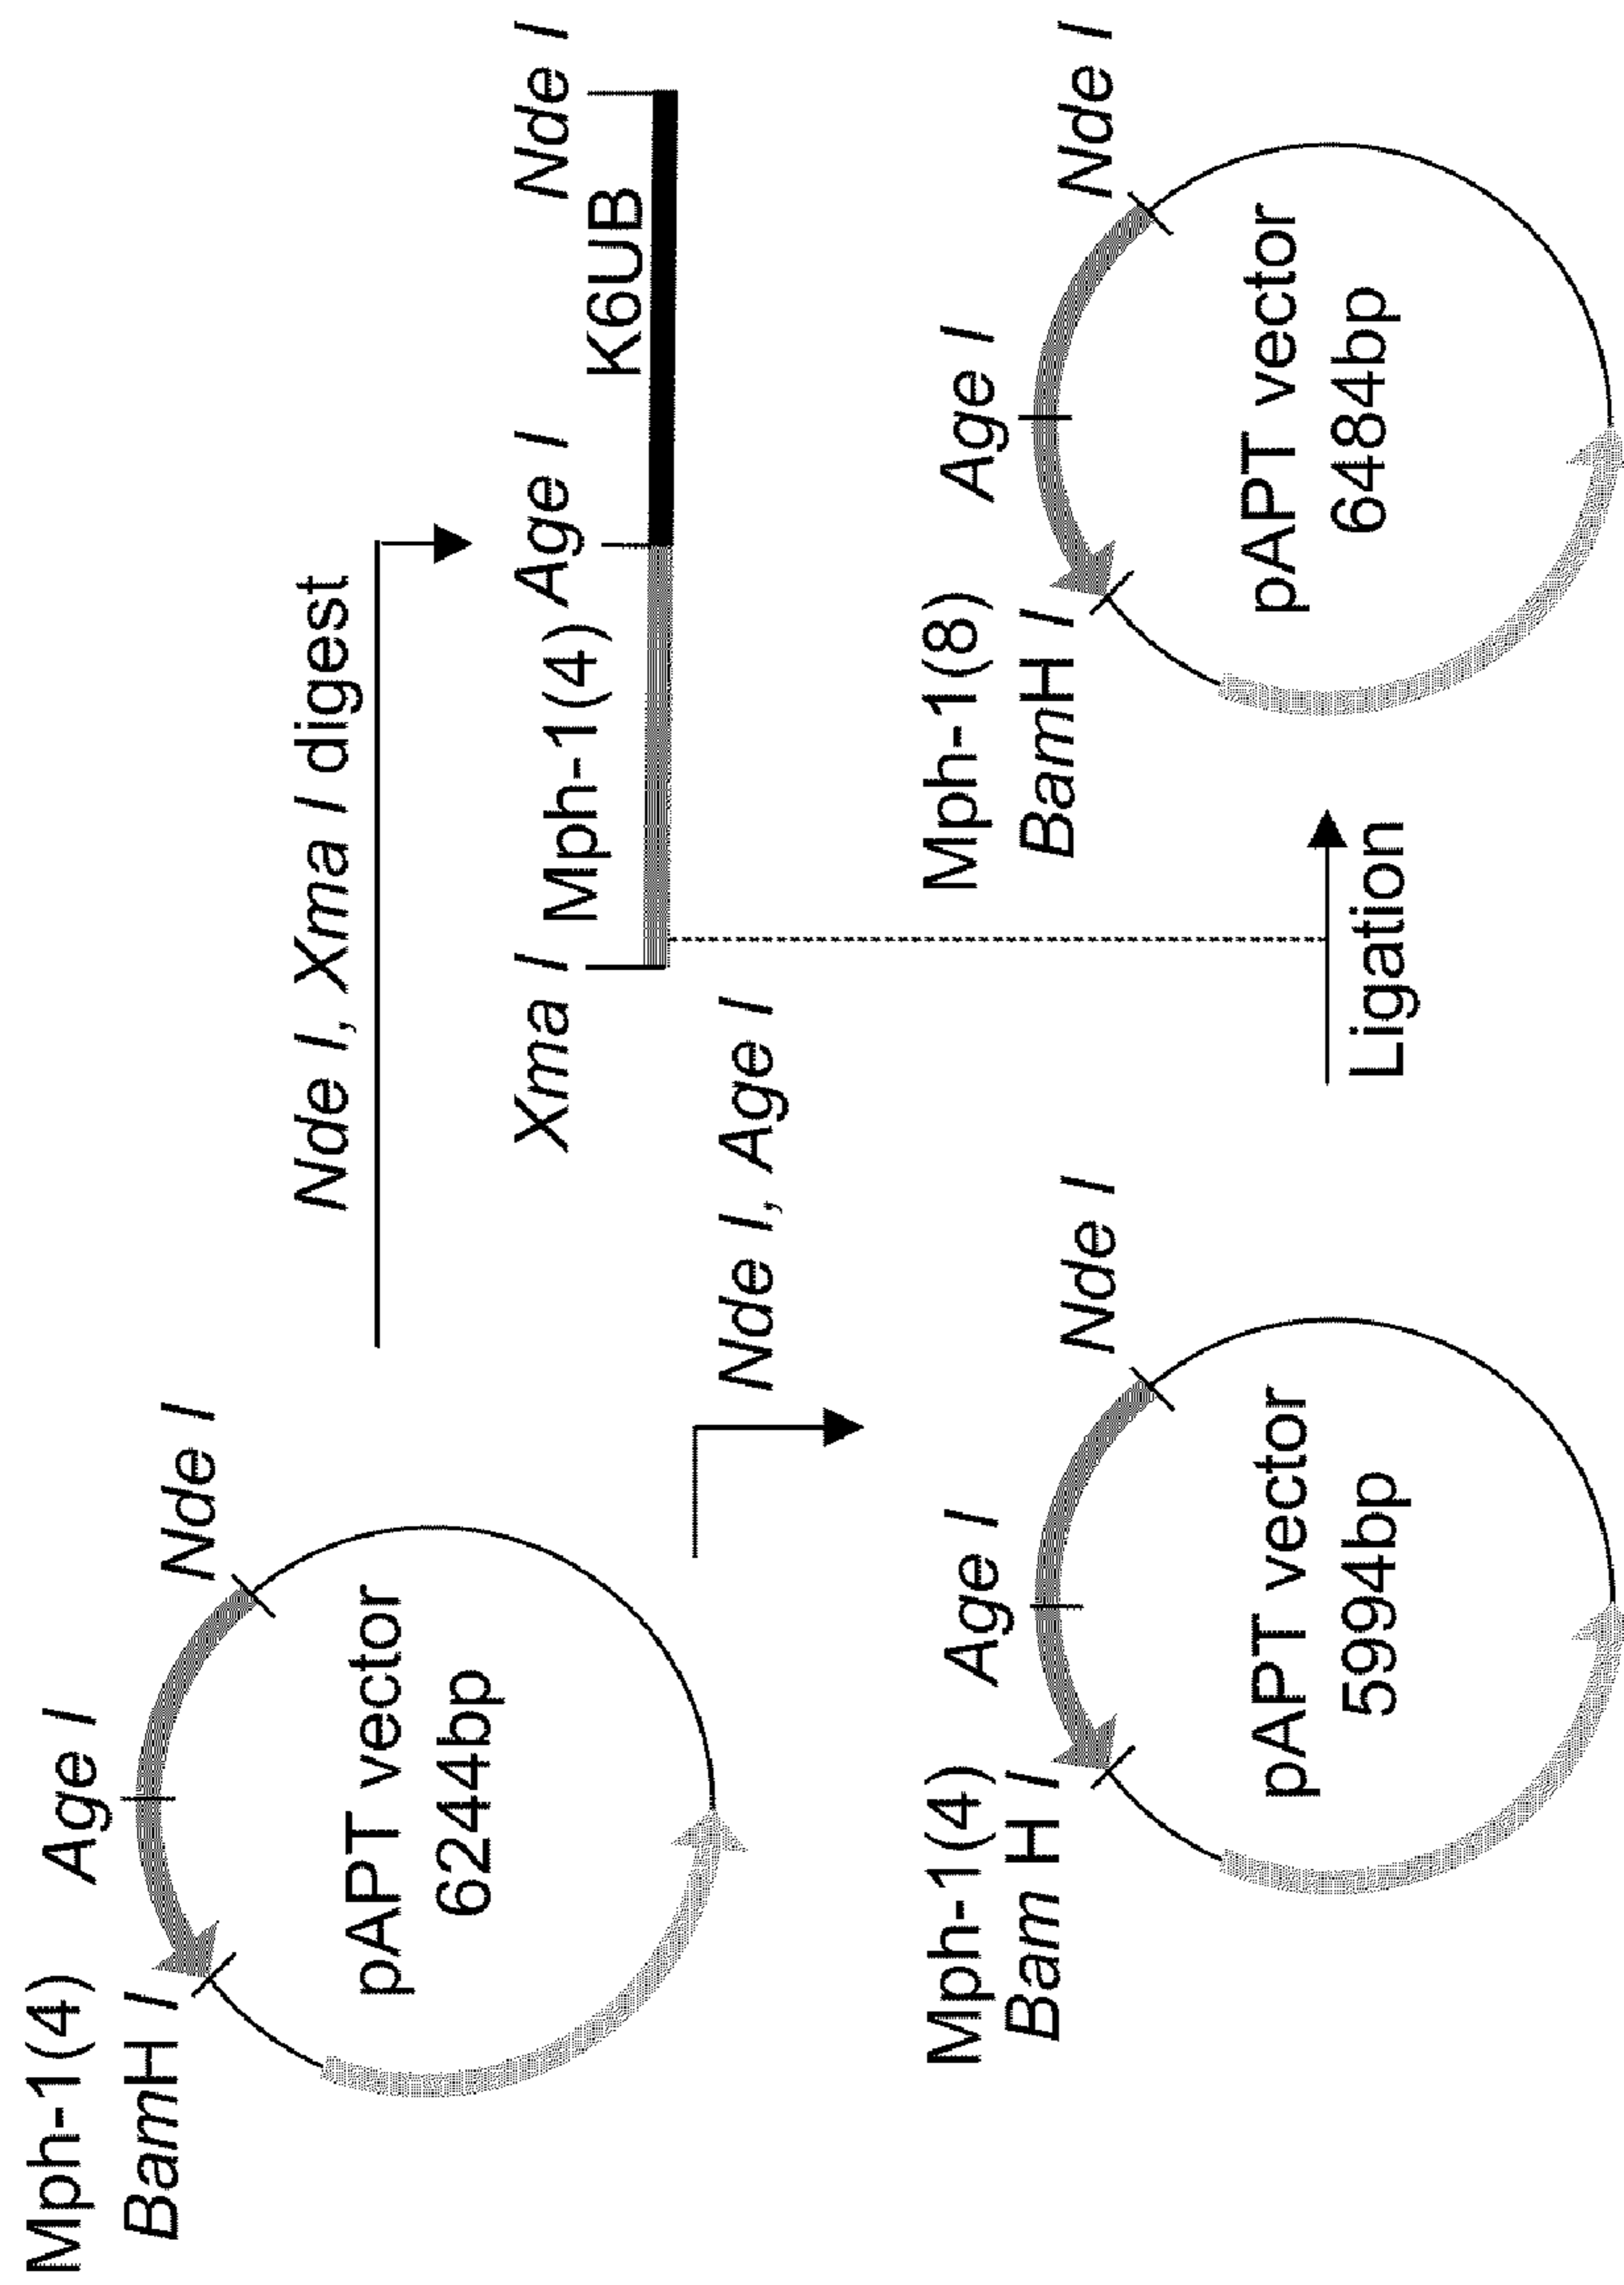 Mph-1(4)
BamH I
Age I
Nde I
pAPT vector
6244bp
Nde I, Xma I digest
Xma I
Mph-1(4)
Age I
K6UB
Nde I
Nde I, Age I
Mph-1(4)
Bam H I
Age I
Nde I
pAPT vector
5994bp
Ligation
Mph-1(8)
BamH I
Age I
Nde I
pAPT vector
6484bp